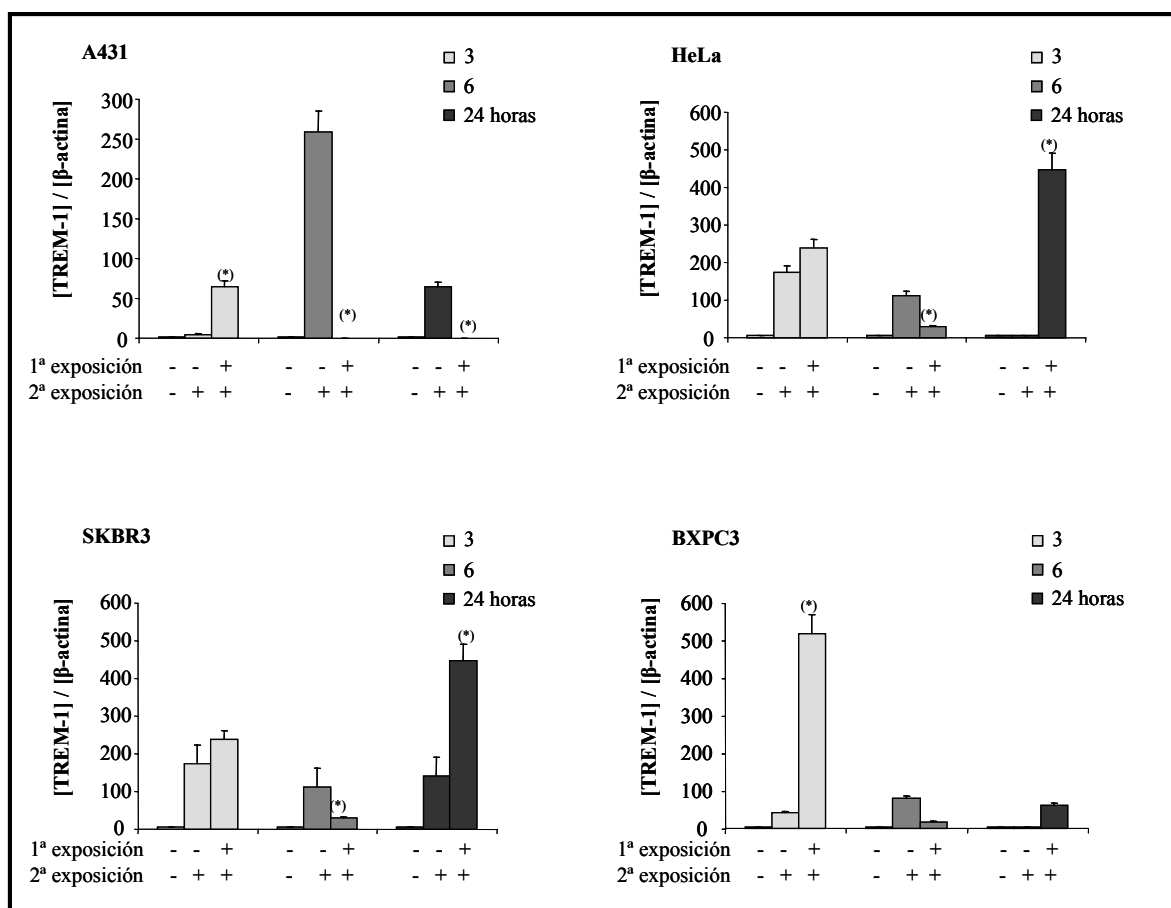 A431
3
6
24 horas
[TREM-1] / [β-actina]
300
250
200
150
100
50
0
(*)
(*)
(*)
1ª exposición - - + - - + - - +
2ª exposición - + + - + + - + +
HeLa
3
6
24 horas
[TREM-1] / [β-actina]
600
500
400
300
200
100
0
(*)
(*)
1ª exposición - - + - - + - - +
2ª exposición - + + - + + - + +
SKBR3
3
6
24 horas
[TREM-1] / [β-actina]
600
500
400
300
200
100
0
(*)
(*)
1ª exposición - - + - - + - - +
2ª exposición - + + - + + - + +
BXPC3
3
6
24 horas
[TREM-1] / [β-actina]
600
500
400
300
200
100
0
(*)
1ª exposición - - + - - + - - +
2ª exposición - + + - + + - + +